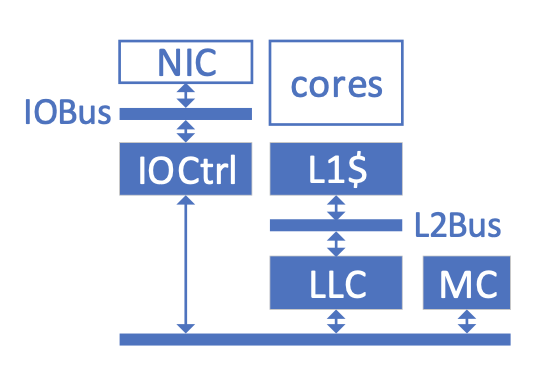 NIC
cores
IOBus
IOCtrl
L1$
L2Bus
LLC
MC